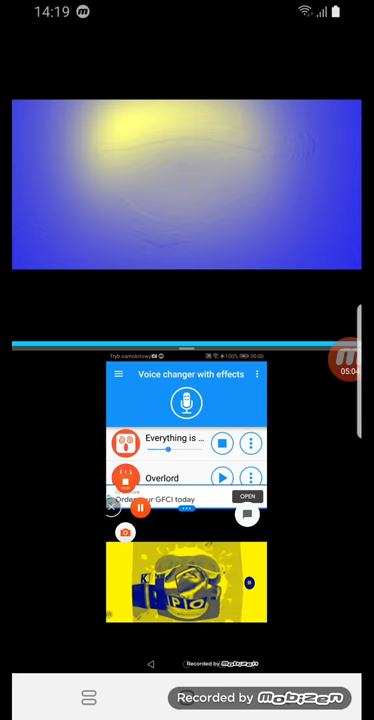 14:19
05:04
Tryb samolotowy 100% 20:00
Voice changer with effects
Everything is ...
Overlord
Order your GFCI today
OPEN
Recorded by mobizen
Recorded by mobizen